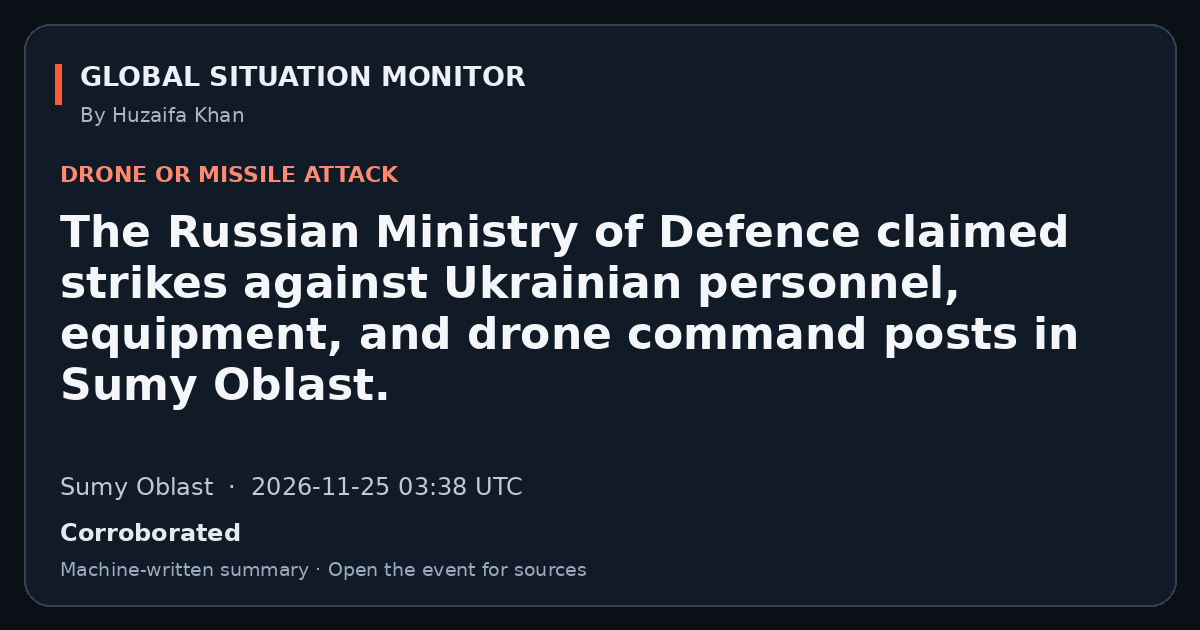 GLOBAL SITUATION MONITOR
By Huzaifa Khan
DRONE OR MISSILE ATTACK
The Russian Ministry of Defence claimed
strikes against Ukrainian personnel,
equipment, and drone command posts in
Sumy Oblast.
Sumy Oblast · 2026-11-25 03:38 UTC
Corroborated
Machine-written summary · Open the event for sources